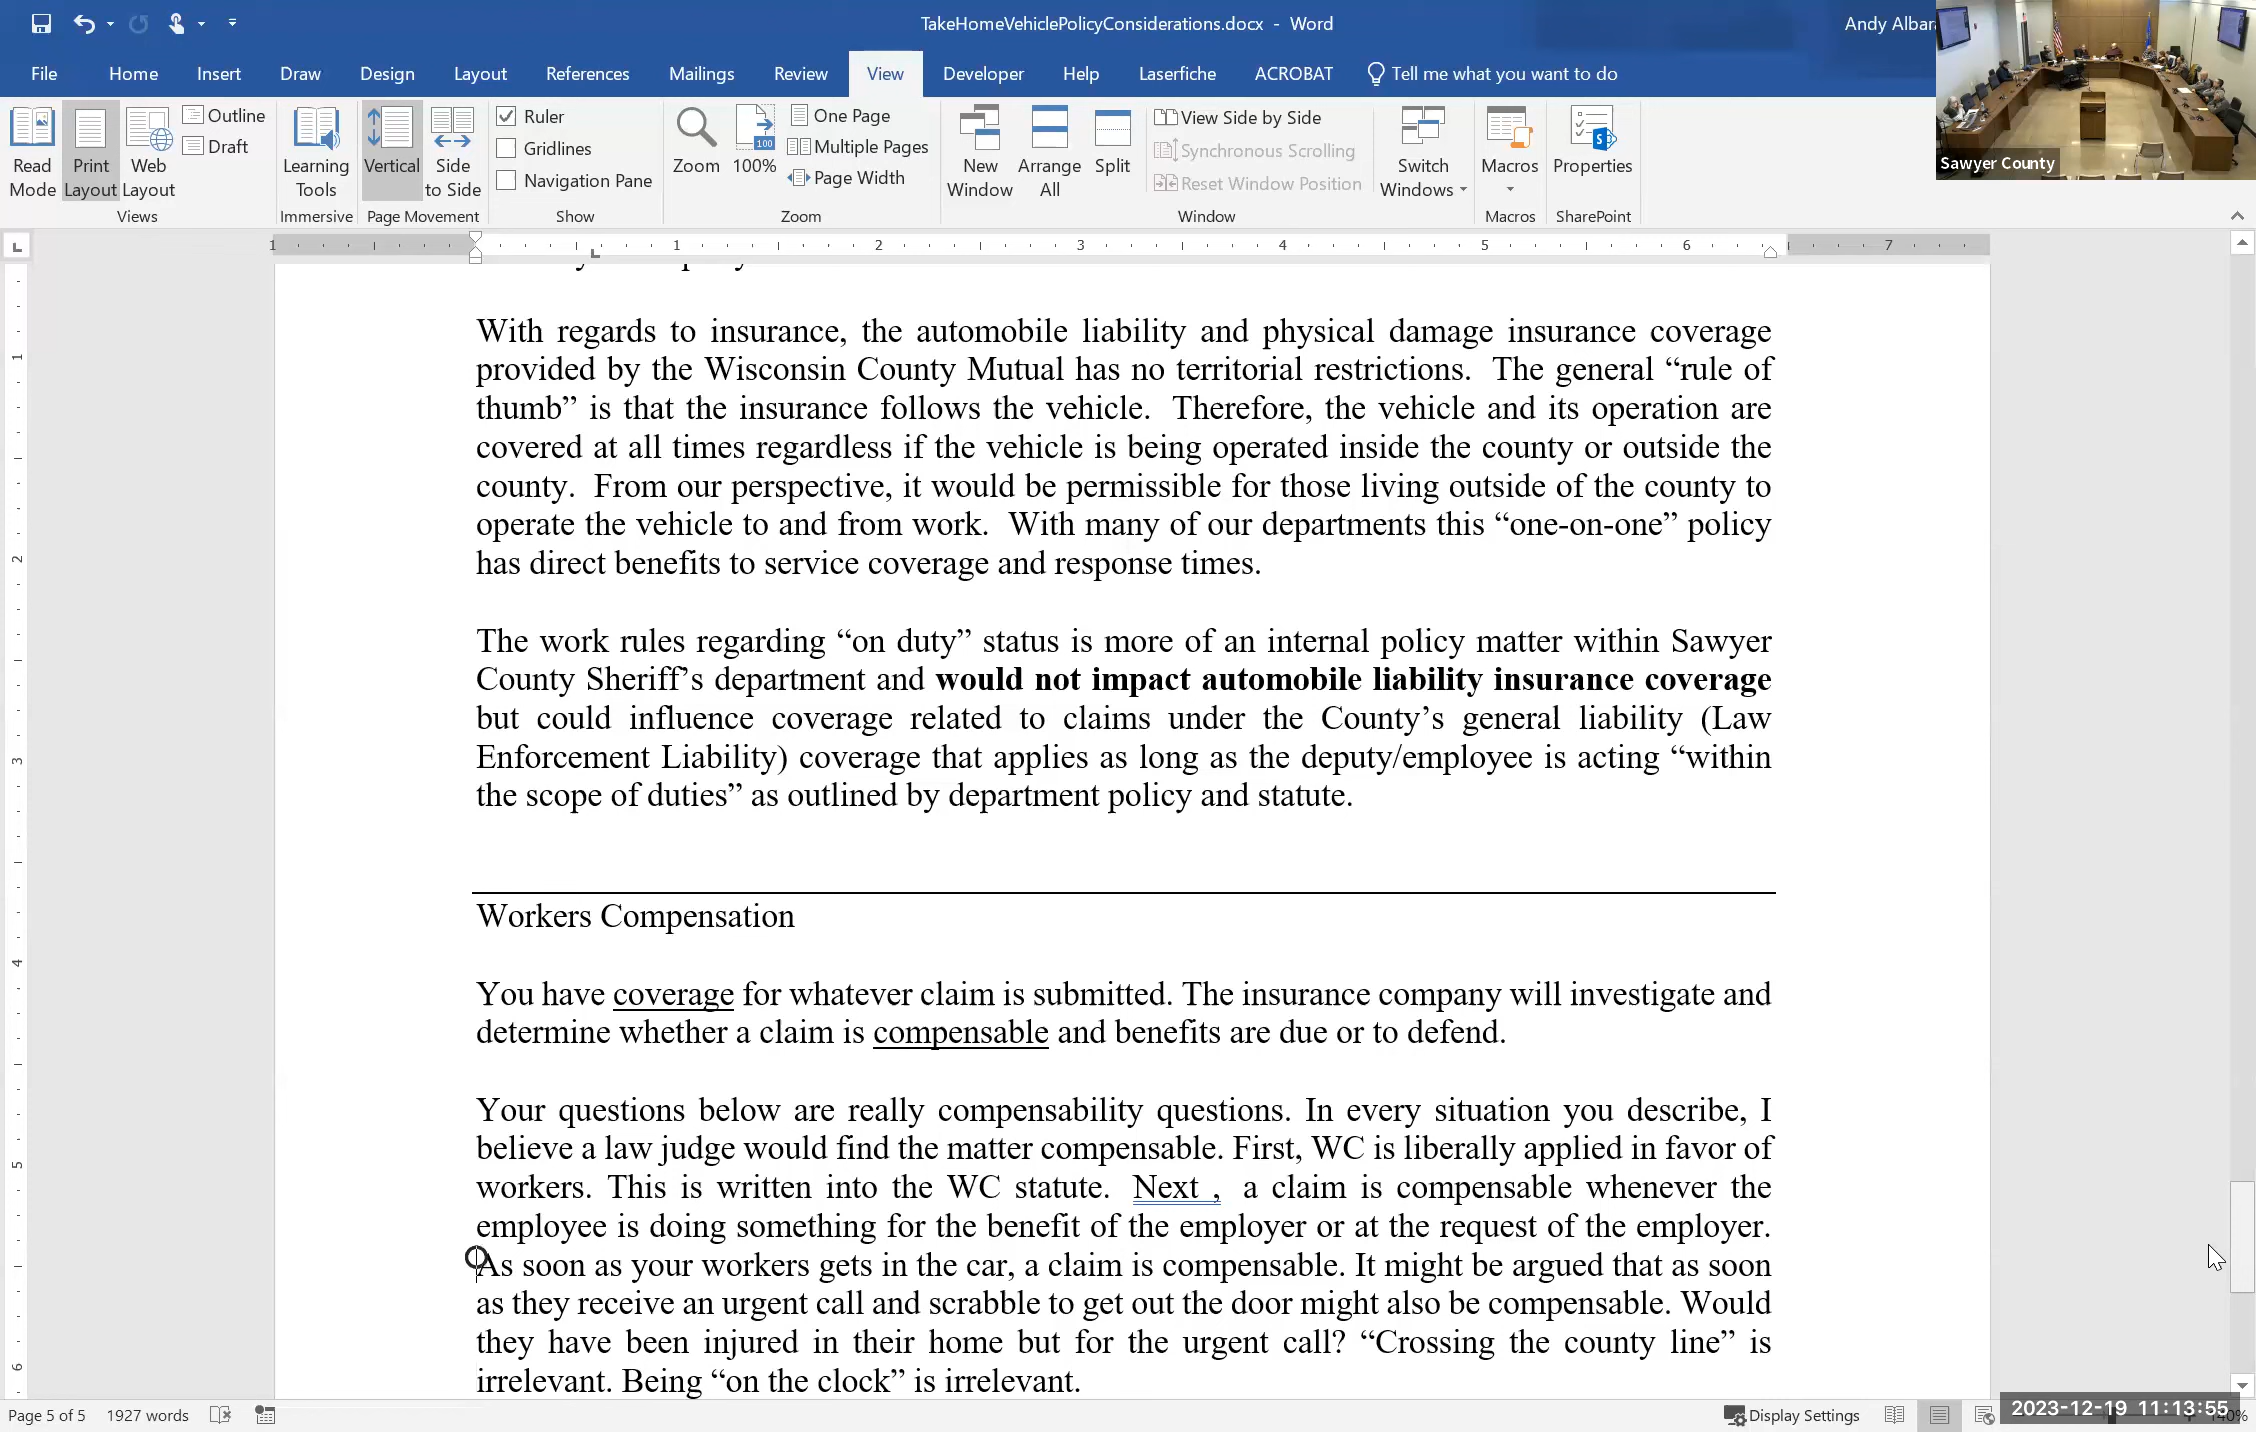 TakeHomeVehiclePolicyConsiderations.docx - Word
Andy Albar
File Home Insert Draw Design Layout References Mailings Review View Developer Help Laserfiche ACROBAT Tell me what you want to do
Read Mode
Print Layout
Web Layout
Outline
Draft
Views
Learning Tools
Immersive
Vertical
Side to Side
Page Movement
Ruler
Gridlines
Navigation Pane
Show
Zoom
100
100%
One Page
Multiple Pages
Page Width
Zoom
New Window
Arrange All
Split
View Side by Side
Synchronous Scrolling
Reset Window Position
Window
Switch Windows
Macros
Macros
Properties
SharePoint
Sawyer County
1 1 2 3 4 5 6 7
With regards to insurance, the automobile liability and physical damage insurance coverage
provided by the Wisconsin County Mutual has no territorial restrictions. The general “rule of
thumb” is that the insurance follows the vehicle. Therefore, the vehicle and its operation are
covered at all times regardless if the vehicle is being operated inside the county or outside the
county. From our perspective, it would be permissible for those living outside of the county to
operate the vehicle to and from work. With many of our departments this “one-on-one” policy
has direct benefits to service coverage and response times.
The work rules regarding “on duty” status is more of an internal policy matter within Sawyer
County Sheriff’s department and would not impact automobile liability insurance coverage
but could influence coverage related to claims under the County’s general liability (Law
Enforcement Liability) coverage that applies as long as the deputy/employee is acting “within
the scope of duties” as outlined by department policy and statute.
Workers Compensation
You have coverage for whatever claim is submitted. The insurance company will investigate and
determine whether a claim is compensable and benefits are due or to defend.
Your questions below are really compensability questions. In every situation you describe, I
believe a law judge would find the matter compensable. First, WC is liberally applied in favor of
workers. This is written into the WC statute. Next , a claim is compensable whenever the
employee is doing something for the benefit of the employer or at the request of the employer.
As soon as your workers gets in the car, a claim is compensable. It might be argued that as soon
as they receive an urgent call and scrabble to get out the door might also be compensable. Would
they have been injured in their home but for the urgent call? “Crossing the county line” is
irrelevant. Being “on the clock” is irrelevant.
1
2
3
4
5
6
Page 5 of 5 1927 words
Display Settings
2023-12-19 11:13:55
140%